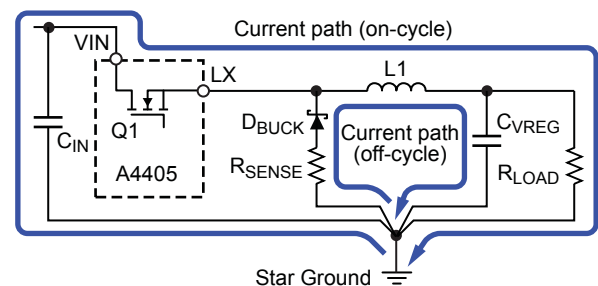 Current path (on-cycle)
VIN
LX
L1
Q1
DBUCK
Current path
(off-cycle)
CVREG
CIN
A4405
RSENSE
RLOAD
Star Ground